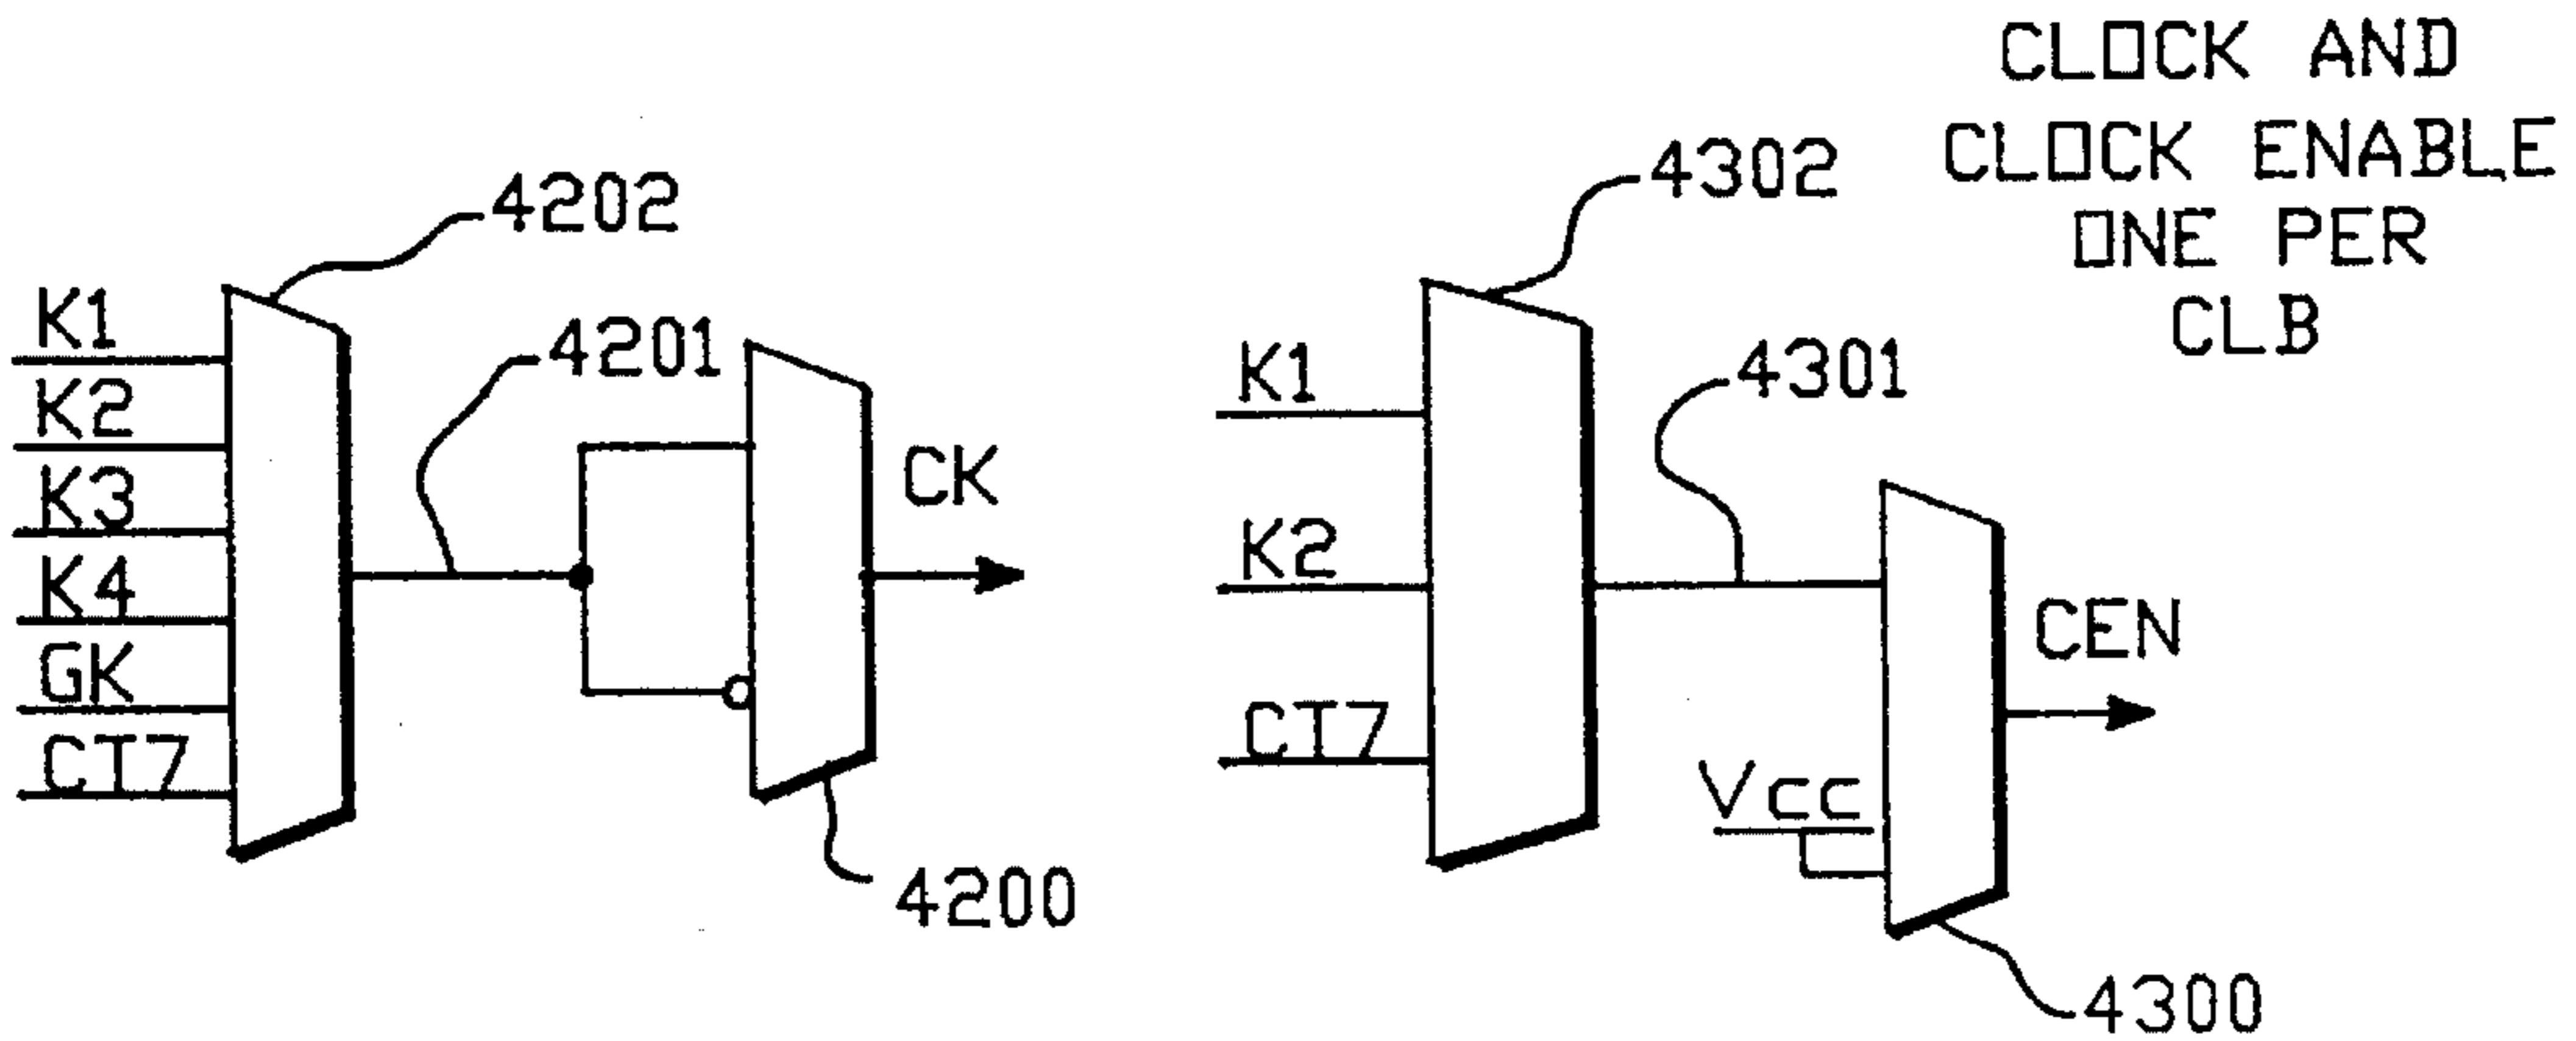 CLOCK AND
CLOCK ENABLE
ONE PER
CLB
4202
K1
K2
K3
K4
GK
CT7
4201
CK
4200
4302
K1
K2
CT7
4301
Vcc
CEN
4300